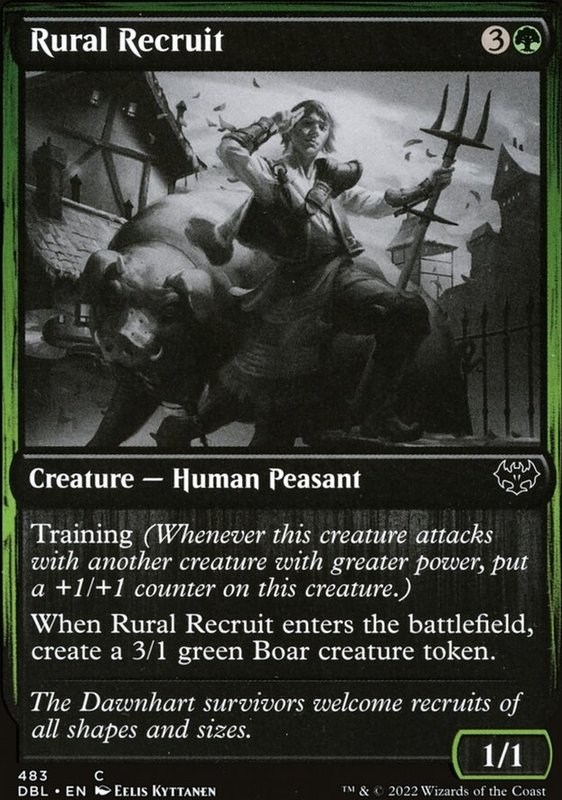 Rural Recruit 3
Creature — Human Peasant
Training (Whenever this creature attacks
with another creature with greater power, put
a +1/+1 counter on this creature.)
When Rural Recruit enters the battlefield,
create a 3/1 green Boar creature token.
The Dawnhart survivors welcome recruits of
all shapes and sizes.
1/1
483 C
DBL • EN Eelis Kyttanen
™ & © 2022 Wizards of the Coast